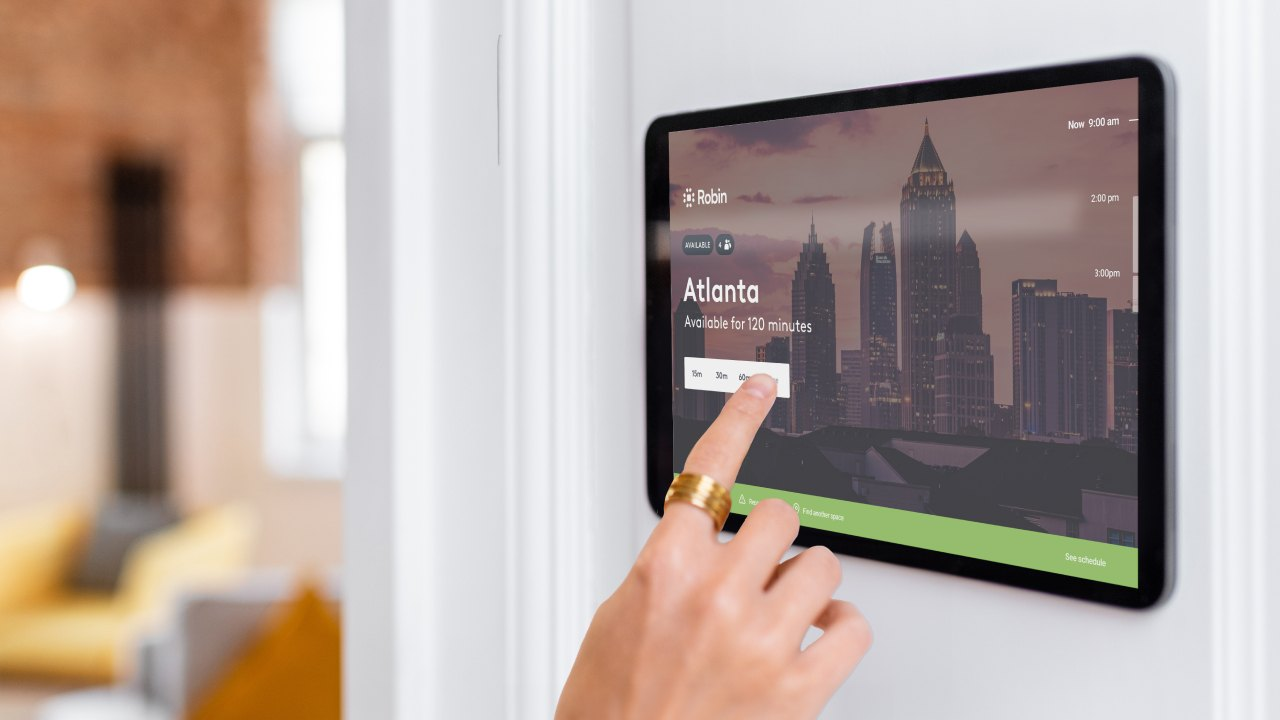 Now 9:00 am
2:00 pm
3:00pm
Robin
AVAILABLE 4
Atlanta
Available for 120 minutes
15m 30m
Find another space
See schedule